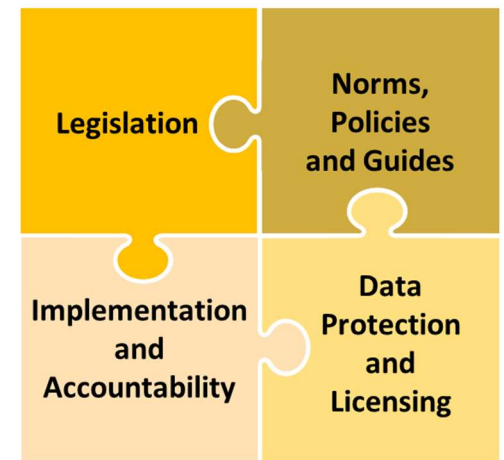 Legislation
Norms,
Policies
and Guides
Implementation
and
Accountability
Data
Protection
and
Licensing